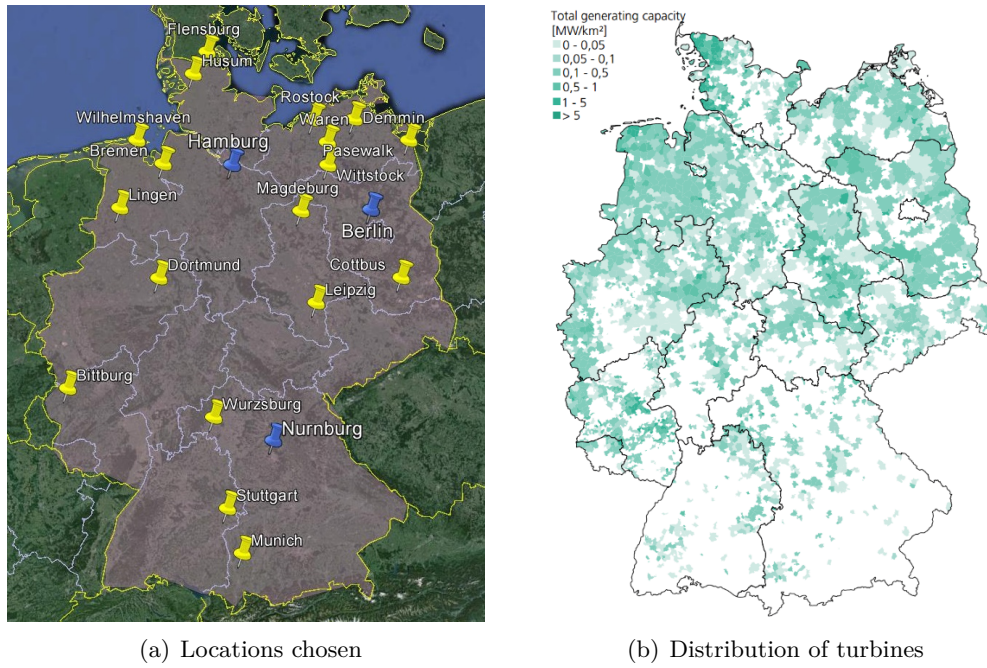 Flensburg
Husum
Rostock
Wilhelmshaven
Waren
Demmin
Hamburg
Bremen
Pasewalk
Wittstock
Lingen
Magdeburg
Berlin
Dortmund
Cottbus
Leipzig
Bittburg
Wurzsburg
Nurnburg
Stuttgart
Munich
(a) Locations chosen
Total generating capacity
[MW/km²]
0 - 0,05
0,05 - 0,1
0,1 - 0,5
0,5 - 1
1 - 5
> 5
(b) Distribution of turbines